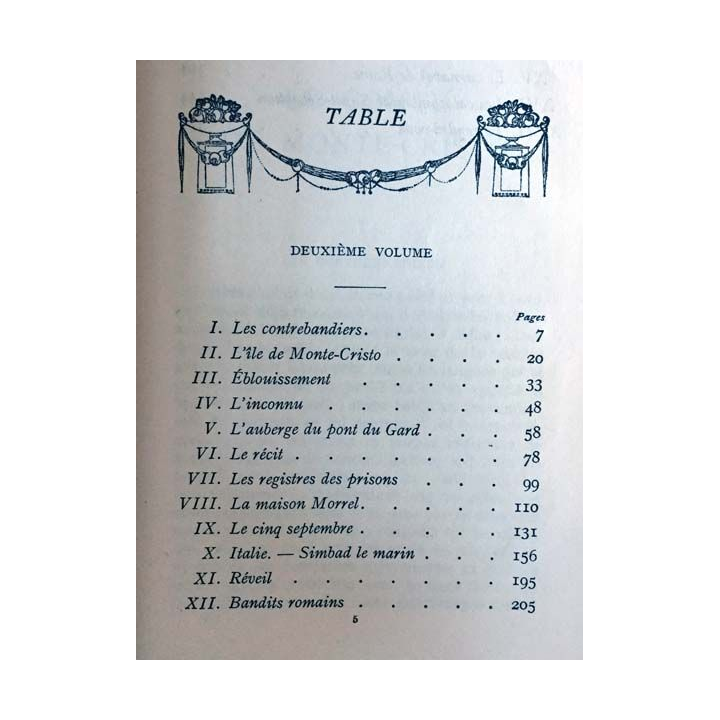 TABLE
DEUXIÈME VOLUME
Pages
I. Les contrebandiers. . . . . . 7
II. L'île de Monte-Cristo . . . . . 20
III. Éblouissement . . . . . . 33
IV. L'inconnu . . . . . . . 48
V. L'auberge du pont du Gard . . . . 58
VI. Le récit . . . . . . . . 78
VII. Les registres des prisons . . . . 99
VIII. La maison Morrel. . . . . . 110
IX. Le cinq septembre . . . . . . 131
X. Italie. — Simbad le marin . . . . 156
XI. Réveil . . . . . . . . 195
XII. Bandits romains . . . . . . 205
5